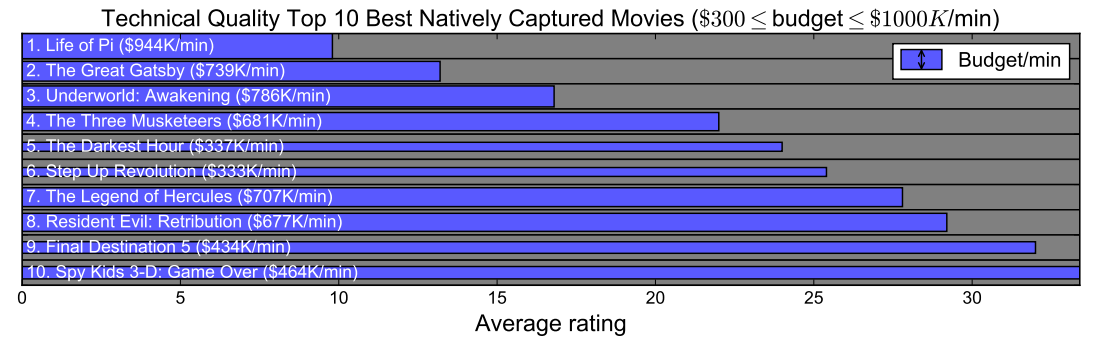 Technical Quality Top 10 Best Natively Captured Movies ($300 ≤ budget ≤ $1000K/min)
Budget/min
1. Life of Pi ($944K/min)
2. The Great Gatsby ($739K/min)
3. Underworld: Awakening ($786K/min)
4. The Three Musketeers ($681K/min)
5. The Darkest Hour ($337K/min)
6. Step Up Revolution ($333K/min)
7. The Legend of Hercules ($707K/min)
8. Resident Evil: Retribution ($677K/min)
9. Final Destination 5 ($434K/min)
10. Spy Kids 3-D: Game Over ($464K/min)
0 5 10 15 20 25 30
Average rating